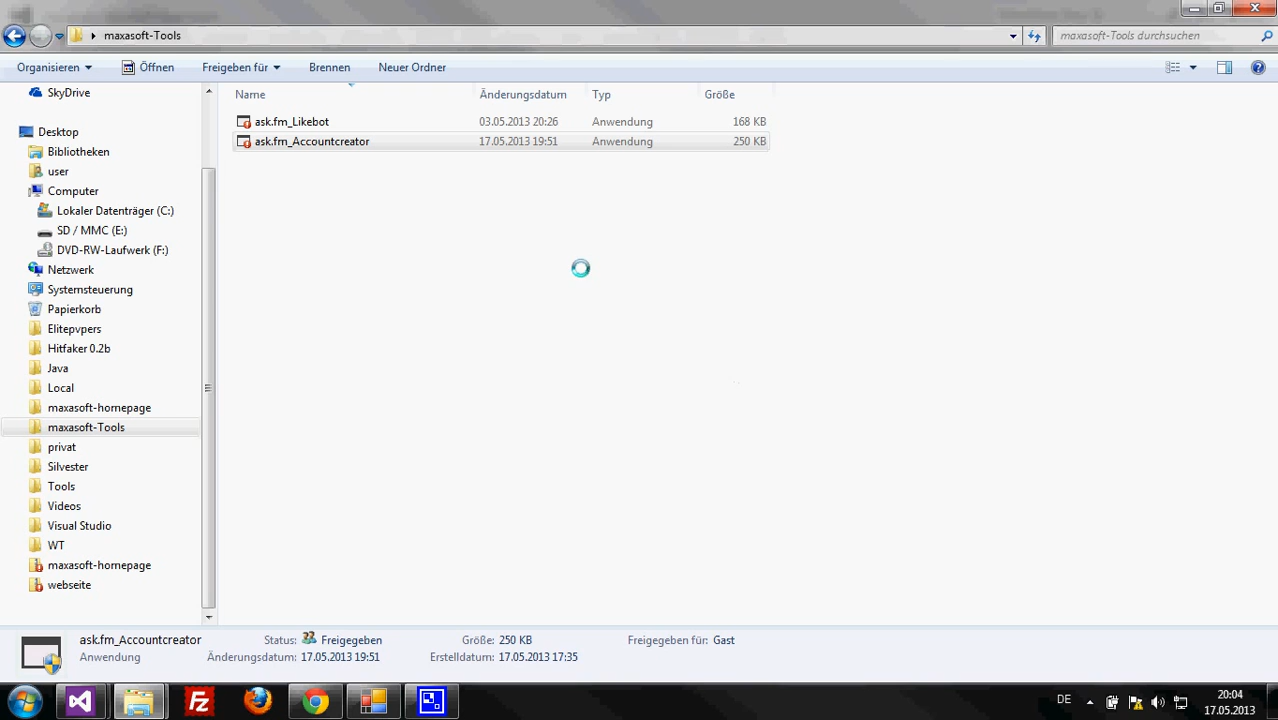 maxasoft-Tools
maxasoft-Tools durchsuchen
Organisieren
Öffnen
Freigeben für
Brennen
Neuer Ordner
Name
Änderungsdatum
Typ
Größe
ask.fm_Likebot 03.05.2013 20:26 Anwendung 168 KB
ask.fm_Accountcreator 17.05.2013 19:51 Anwendung 250 KB
SkyDrive
Desktop
Bibliotheken
user
Computer
Lokaler Datenträger (C:)
SD / MMC (E:)
DVD-RW-Laufwerk (F:)
Netzwerk
Systemsteuerung
Papierkorb
Elitepvpers
Hitfaker 0.2b
Java
Local
maxasoft-homepage
maxasoft-Tools
privat
Silvester
Tools
Videos
Visual Studio
WT
maxasoft-homepage
webseite
ask.fm_Accountcreator Status: Freigegeben Größe: 250 KB Freigegeben für: Gast
Anwendung Änderungsdatum: 17.05.2013 19:51 Erstelldatum: 17.05.2013 17:35
Fz
DE
20:04
17.05.2013